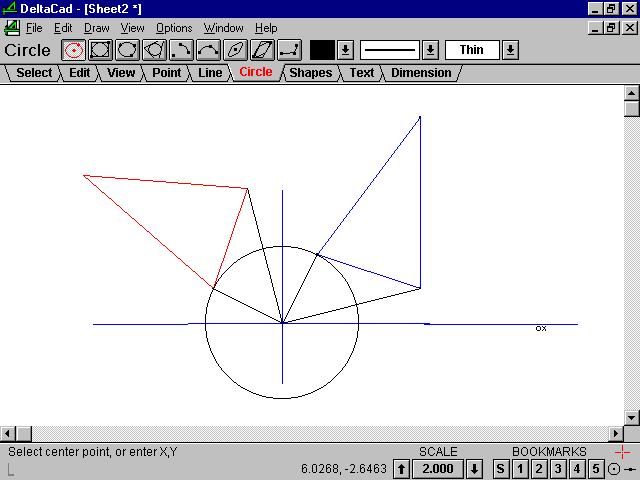 DeltaCad - [Sheet2 *]
File Edit Draw View Options Window Help
Circle Thin
Select Edit View Point Line Circle Shapes Text Dimension
ox
Select center point, or enter X,Y SCALE BOOKMARKS
6.0268, -2.6463 2.000 S 1 2 3 4 5